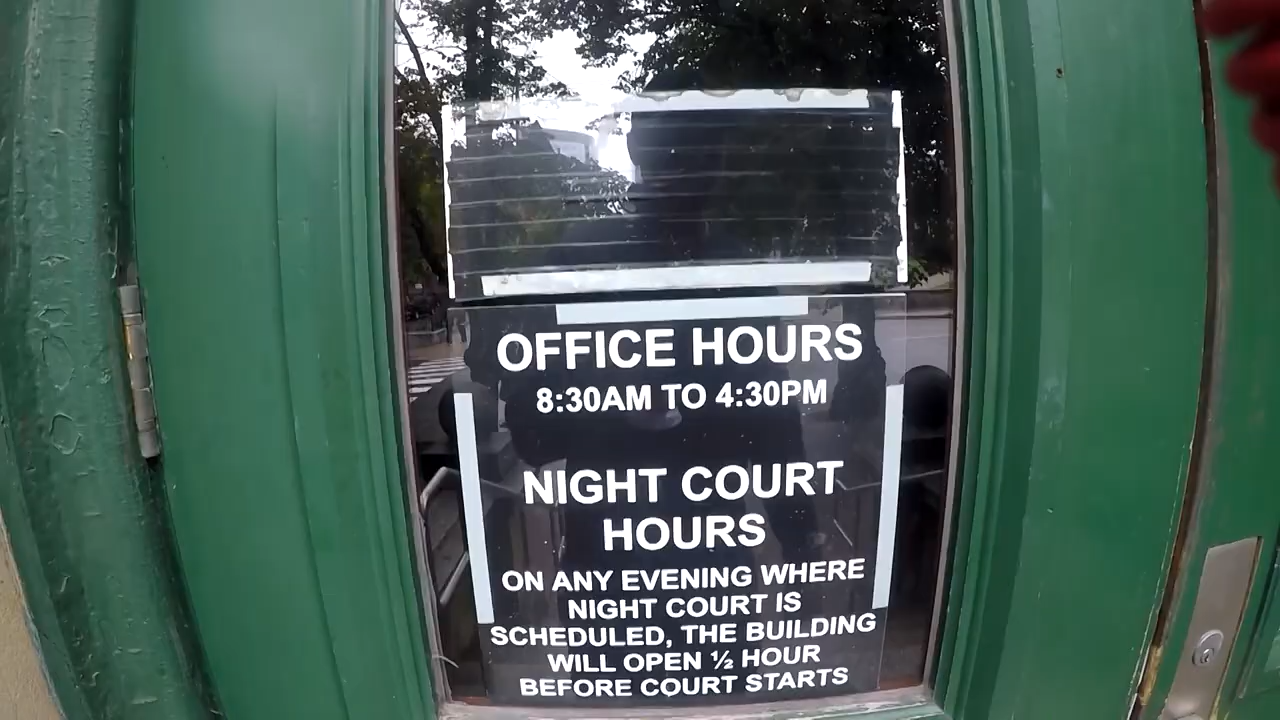 OFFICE HOURS
8:30AM TO 4:30PM
NIGHT COURT
HOURS
ON ANY EVENING WHERE
NIGHT COURT IS
SCHEDULED, THE BUILDING
WILL OPEN ½ HOUR
BEFORE COURT STARTS